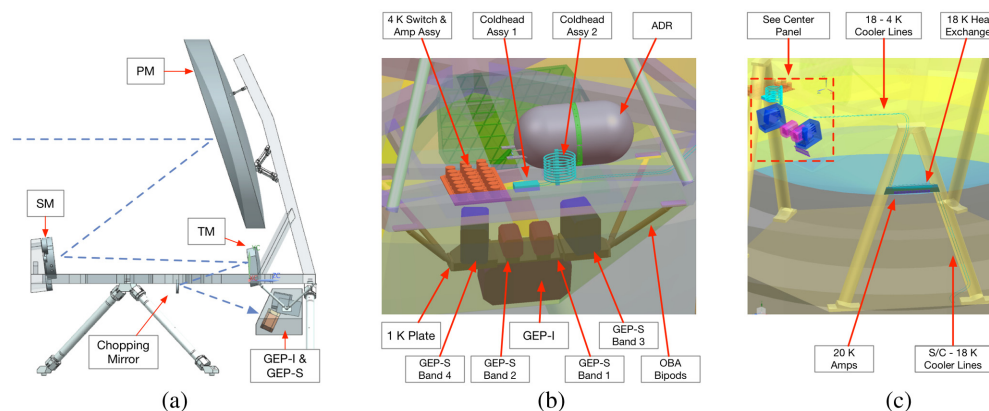 PM
SM
TM
Chopping
Mirror
GEP-I &
GEP-S
(a)
4 K Switch &
Amp Assy
Coldhead
Assy 1
Coldhead
Assy 2
ADR
1 K Plate
GEP-I
GEP-S
Band 3
GEP-S
Band 4
GEP-S
Band 2
GEP-S
Band 1
OBA
Bipods
(b)
See Center
Panel
18 - 4 K
Cooler Lines
18 K Hea
Exchange
20 K
Amps
S/C - 18 K
Cooler Lines
(c)